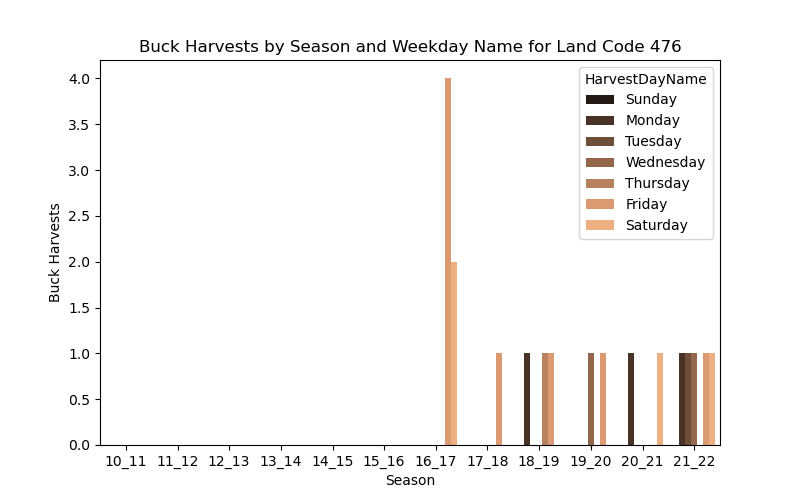 Buck Harvests by Season and Weekday Name for Land Code 476
HarvestDayName
Sunday
Monday
Tuesday
Wednesday
Thursday
Friday
Saturday
Buck Harvests
4.0
3.5
3.0
2.5
2.0
1.5
1.0
0.5
0.0
10_11 11_12 12_13 13_14 14_15 15_16 16_17 17_18 18_19 19_20 20_21 21_22
Season